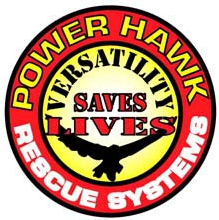 POWER HAWK
VERSATILITY
SAVES
LIVES
RESCUE SYSTEMS